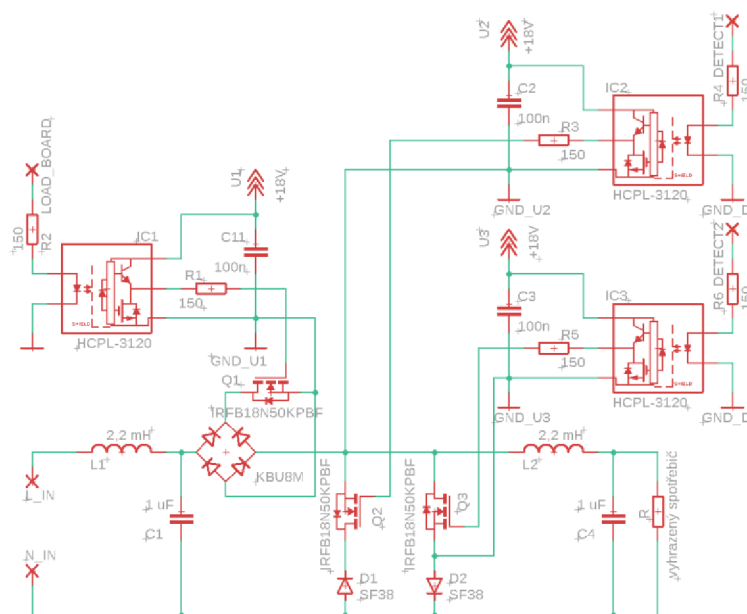 U2
+18V
C2
100n
IC2
R4
DETECT1
150
R3
150
HCPL-3120
GND_U2
GND_D
LOAD_BOARD
150
R2
U1
+18V
IC1
C11
100n
R1
150
HCPL-3120
GND_U1
Q1
IRFB18N50KPBF
U3
+18V
C3
100n
IC3
R6
DETECT2
150
R5
150
HCPL-3120
GND_U3
GND_D
2,2 mH
L1
KBU8M
2,2 mH
L2
L_IN
1 uF
C1
IRFB18N50KPBF
Q2
IRFB18N50KPBF
Q3
1 uF
C4
R
vyhrazeny spotřebič
N_IN
D1
SF38
D2
SF38